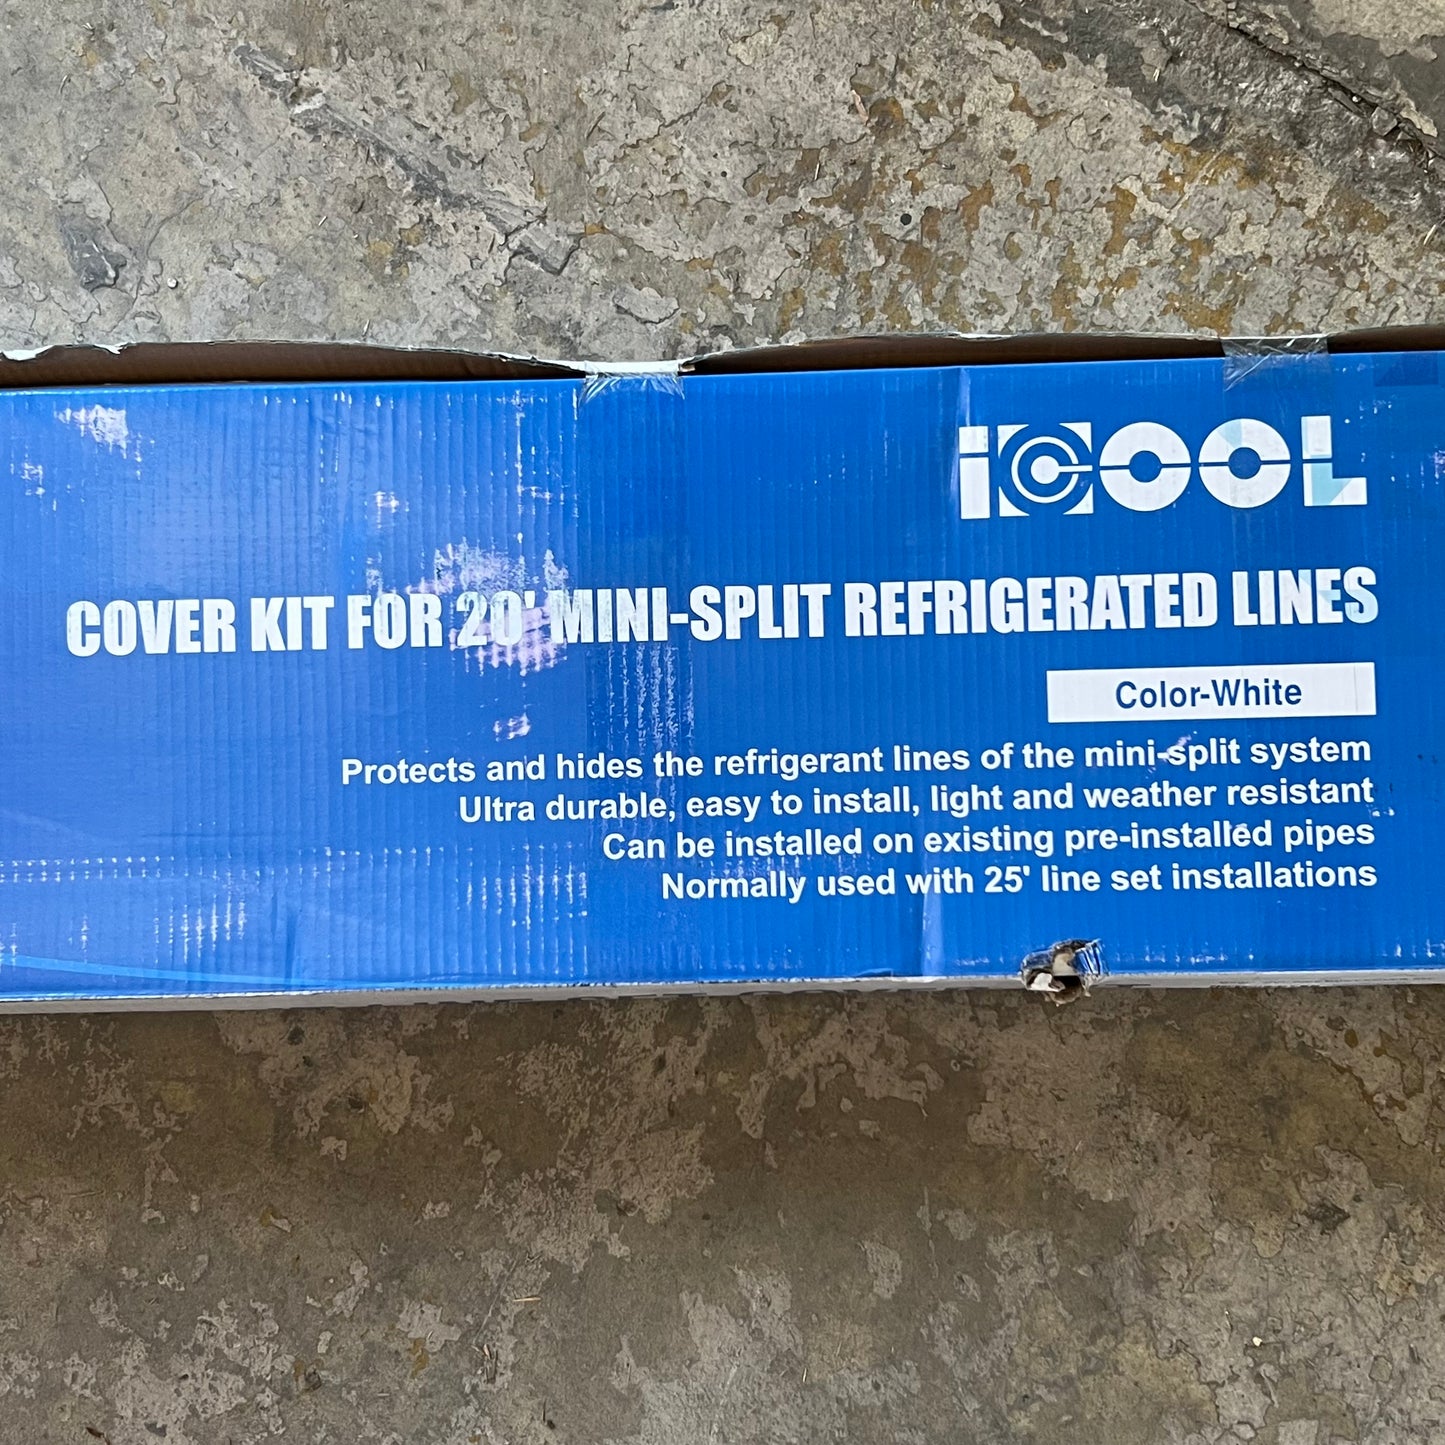 ICOOL
COVER KIT FOR 20' MINI-SPLIT REFRIGERATED LINES
Color-White
Protects and hides the refrigerant lines of the mini-split system
Ultra durable, easy to install, light and weather resistant
Can be installed on existing pre-installed pipes
Normally used with 25' line set installations